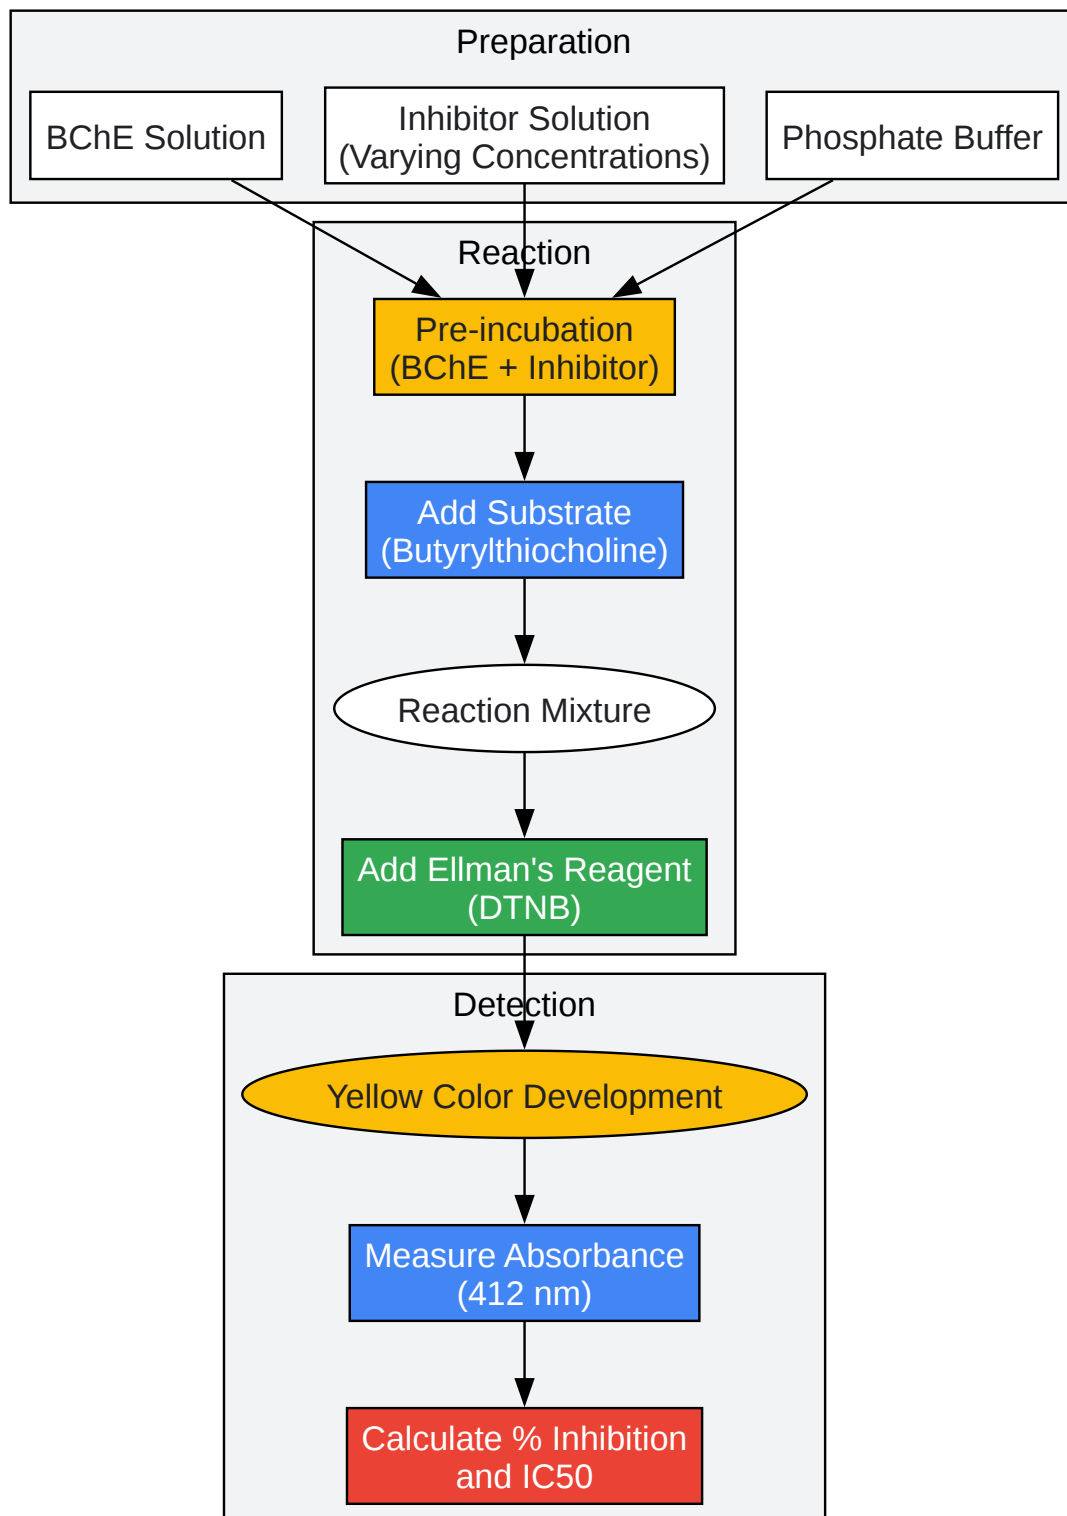 Preparation
BChE Solution
Inhibitor Solution
(Varying Concentrations)
Phosphate Buffer
Reaction
Pre-incubation
(BChE + Inhibitor)
Add Substrate
(Butyrylthiocholine)
Reaction Mixture
Add Ellman's Reagent
(DTNB)
Detection
Yellow Color Development
Measure Absorbance
(412 nm)
Calculate % Inhibition
and IC50